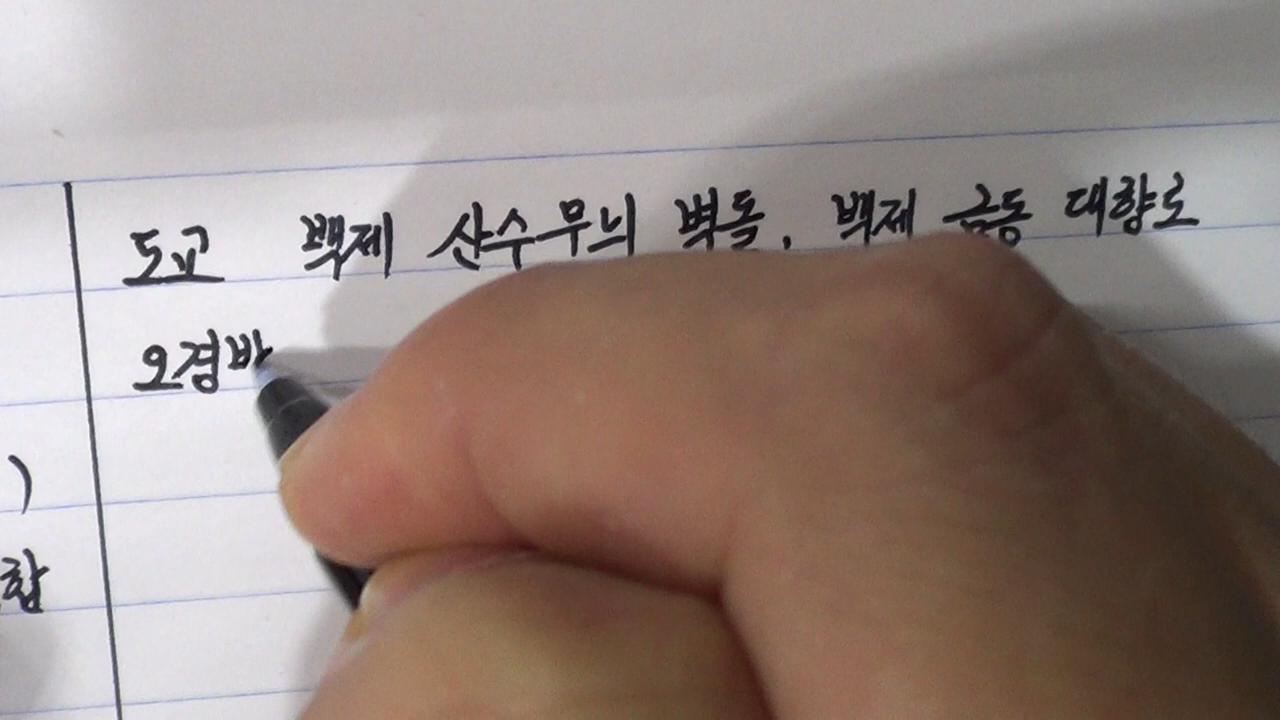 도교 백제 산수무늬 벽돌, 백제 금동 대향로
오경바
)
합